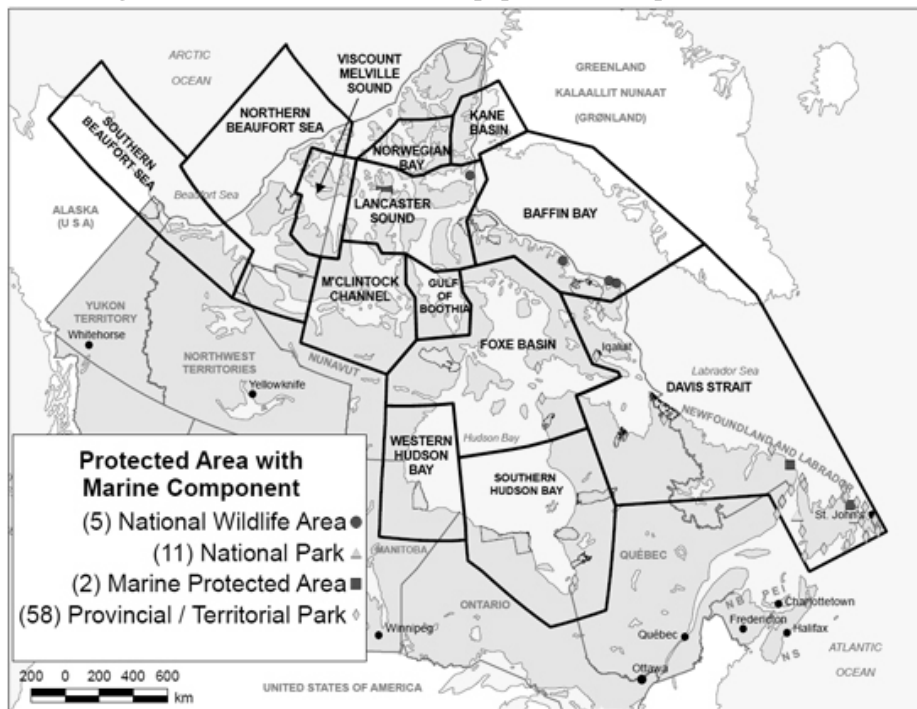 ARCTIC
OCEAN
VISCOUNT
MELVILLE
SOUND
GREENLAND
KALAALLIT NUNAAT
(GRØNLAND)
NORTHERN
BEAUFORT SEA
KANE
BASIN
NORWEGIAN
BAY
SOUTHERN
BEAUFORT SEA
Beaufort Sea
LANCASTER
SOUND
BAFFIN BAY
ALASKA
(U S A)
M'CLINTOCK
CHANNEL
GULF
OF
BOOTHIA
YUKON
TERRITORY
Whitehorse
FOXE BASIN
Iqaluit
NORTHWEST
TERRITORIES
NUNAVUT
Yellowknife
Labrador Sea
DAVIS STRAIT
NEWFOUNDLAND AND LABRADOR
Hudson Bay
WESTERN
HUDSON
BAY
SOUTHERN
HUDSON BAY
St. John's
Protected Area with
Marine Component
(5) National Wildlife Area
(11) National Park
(2) Marine Protected Area
(58) Provincial / Territorial Park
MANITOBA
QUÉBEC
ONTARIO
Winnipeg
N B
P E I
Charlottetown
Fredericton
Halifax
N S
Québec
Ottawa
ATLANTIC
OCEAN
200 0 200 400 600
km
UNITED STATES OF AMERICA